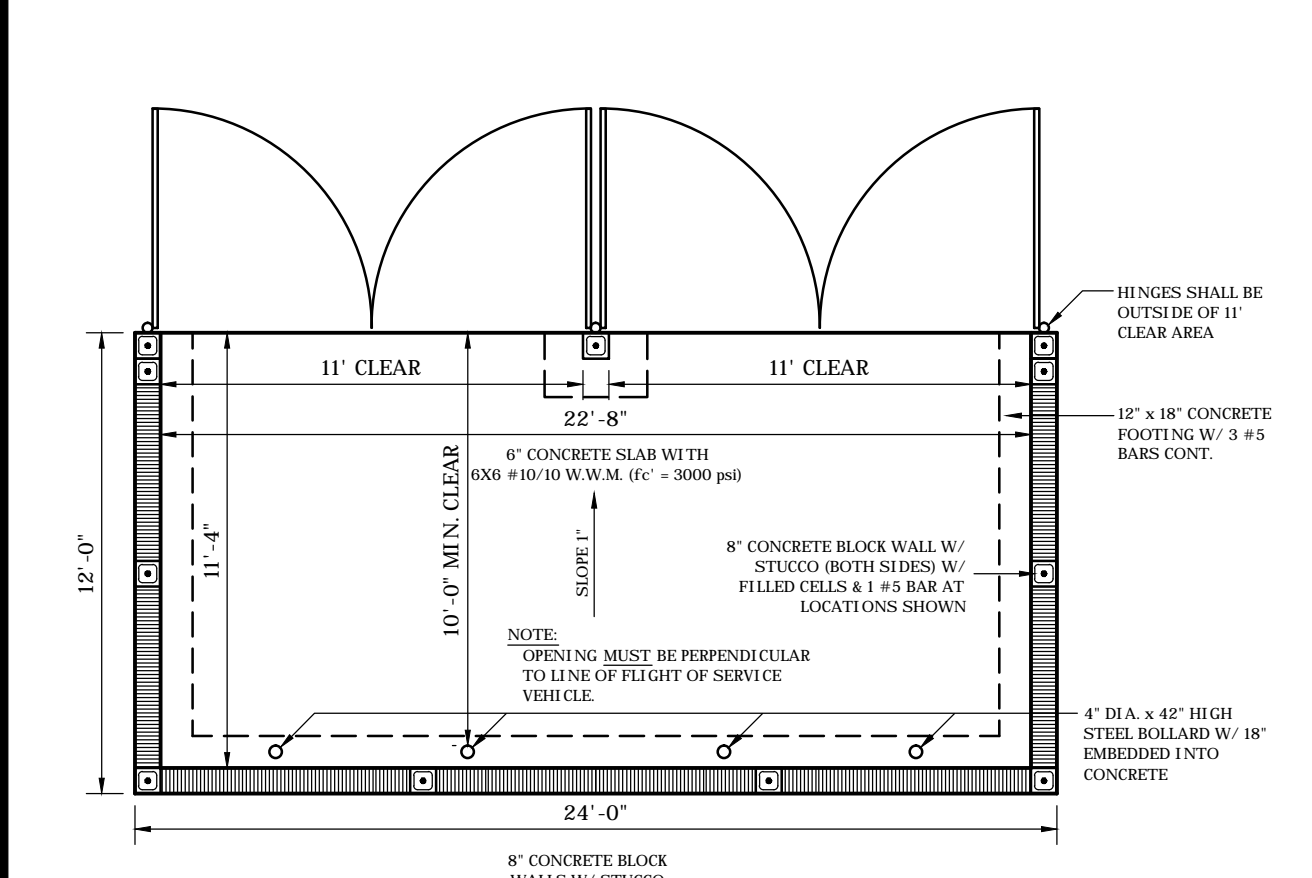 HINGES SHALL BE
OUTSIDE OF 11'
CLEAR AREA
11' CLEAR
11' CLEAR
22'-8"
12" x 18" CONCRETE
FOOTING W/ 3 #5
BARS CONT.
6" CONCRETE SLAB WITH
6X6 #10/10 W.W.M. (fc' = 3000 psi)
12'-0"
11'-4"
10'-0" MIN. CLEAR
SLOPE 1"
8" CONCRETE BLOCK WALL W/
STUCCO (BOTH SIDES) W/
FILLED CELLS & 1 #5 BAR AT
LOCATIONS SHOWN
NOTE:
OPENING MUST BE PERPENDICULAR
TO LINE OF FLIGHT OF SERVICE
VEHICLE.
4" DIA. x 42" HIGH
STEEL BOLLARD W/ 18"
EMBEDDED INTO
CONCRETE
24'-0"
8" CONCRETE BLOCK
WALLS W/ STUCCO